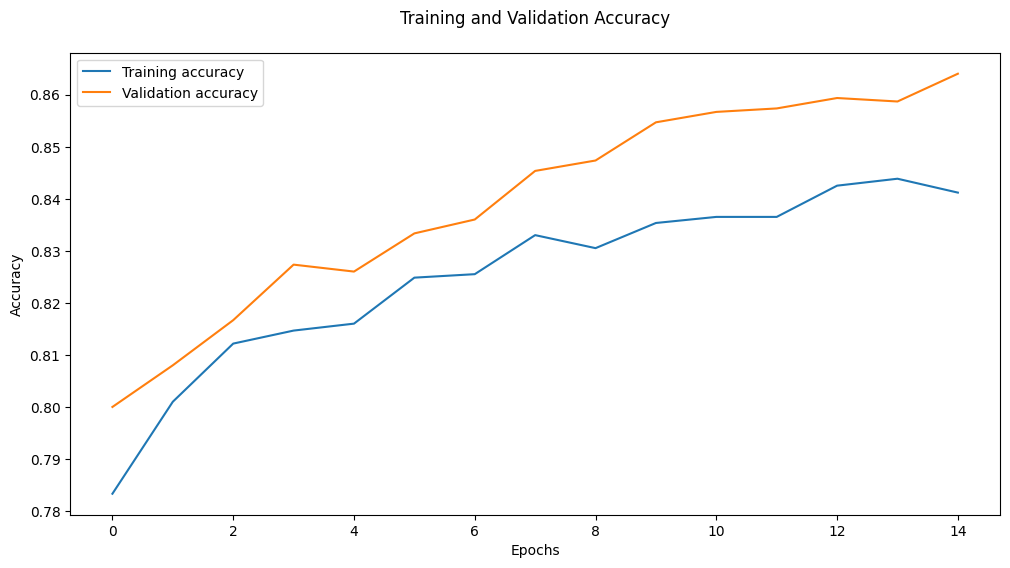 Training and Validation Accuracy
Training accuracy
Validation accuracy
0.86
0.85
0.84
0.83
0.82
0.81
0.80
0.79
0.78
Accuracy
0 2 4 6 8 10 12 14
Epochs